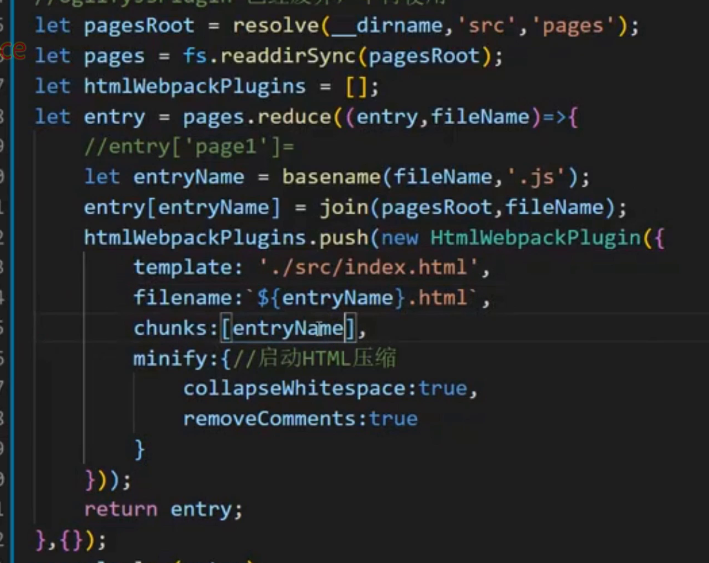 let pagesRoot = resolve(__dirname,'src','pages');
let pages = fs.readdirSync(pagesRoot);
let htmlWebpackPlugins = [];
let entry = pages.reduce((entry,fileName)=>{
    //entry['page1']=
    let entryName = basename(fileName,'.js');
    entry[entryName] = join(pagesRoot,fileName);
    htmlWebpackPlugins.push(new HtmlWebpackPlugin({
        template: './src/index.html',
        filename:`${entryName}.html`,
        chunks:[entryName],
        minify:{//启动HTML压缩
            collapseWhitespace:true,
            removeComments:true
        }
    }));
    return entry;
},{});